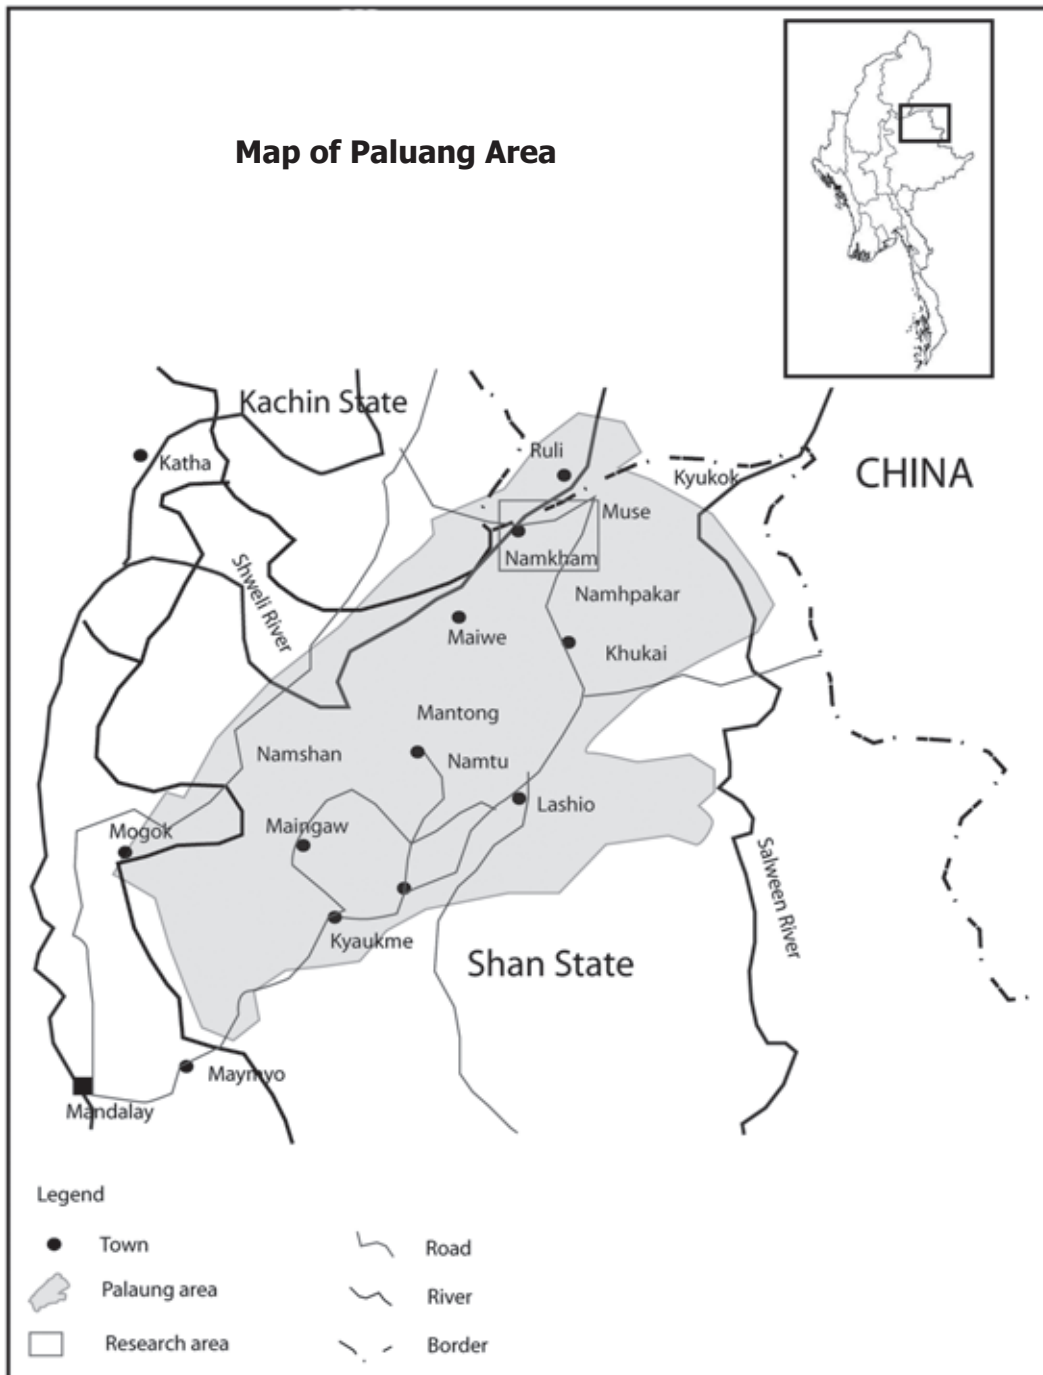 Map of Paluang Area
Kachin State
Katha
Ruli
Kyukok
CHINA
Muse
Namkham
Shweli River
Namhpakar
Maiwe
Khukai
Mantong
Namshan
Namtu
Lashio
Mogok
Maingaw
Salween River
Kyaukme
Shan State
Maymyo
Mandalay
Legend
Town
Road
Palaung area
River
Research area
Border